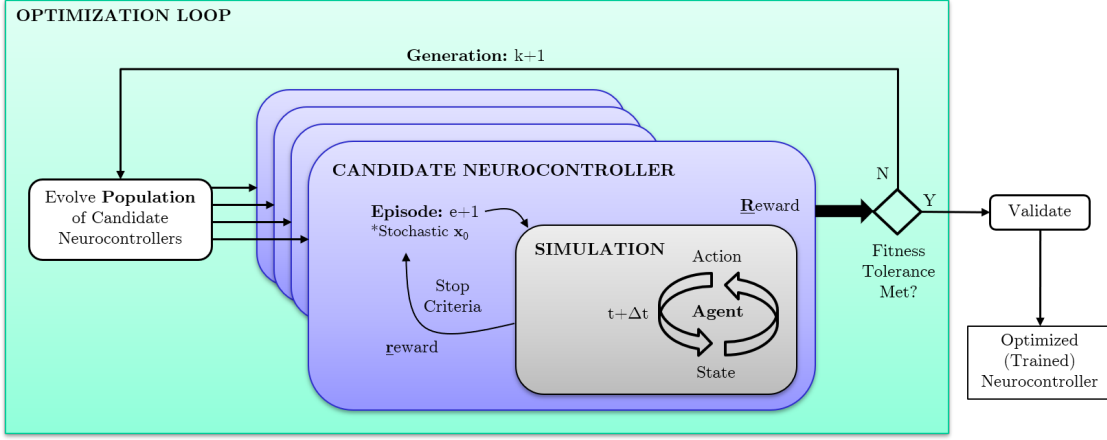 OPTIMIZATION LOOP
Generation: k+1
Evolve Population
of Candidate
Neurocontrollers
CANDIDATE NEUROCONTROLLER
Episode: e+1
*Stochastic x₀
Stop
Criteria
reward
SIMULATION
Action
t+Δt
Agent
State
Reward
N
Y
Fitness
Tolerance
Met?
Validate
Optimized
(Trained)
Neurocontroller